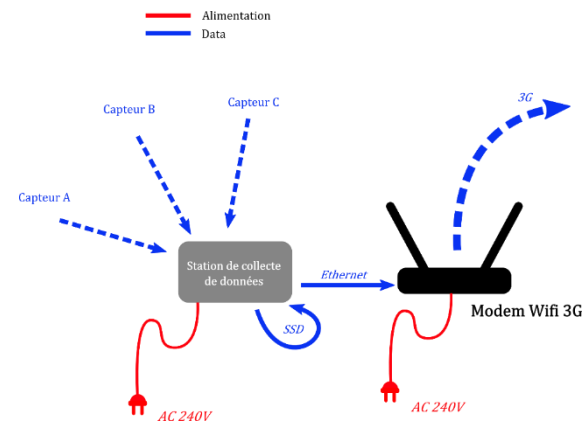 Alimentation
Data
3G
Capteur C
Capteur B
Capteur A
Station de collecte
de données
Ethernet
Modem Wifi 3G
SSD
AC 240V
AC 240V